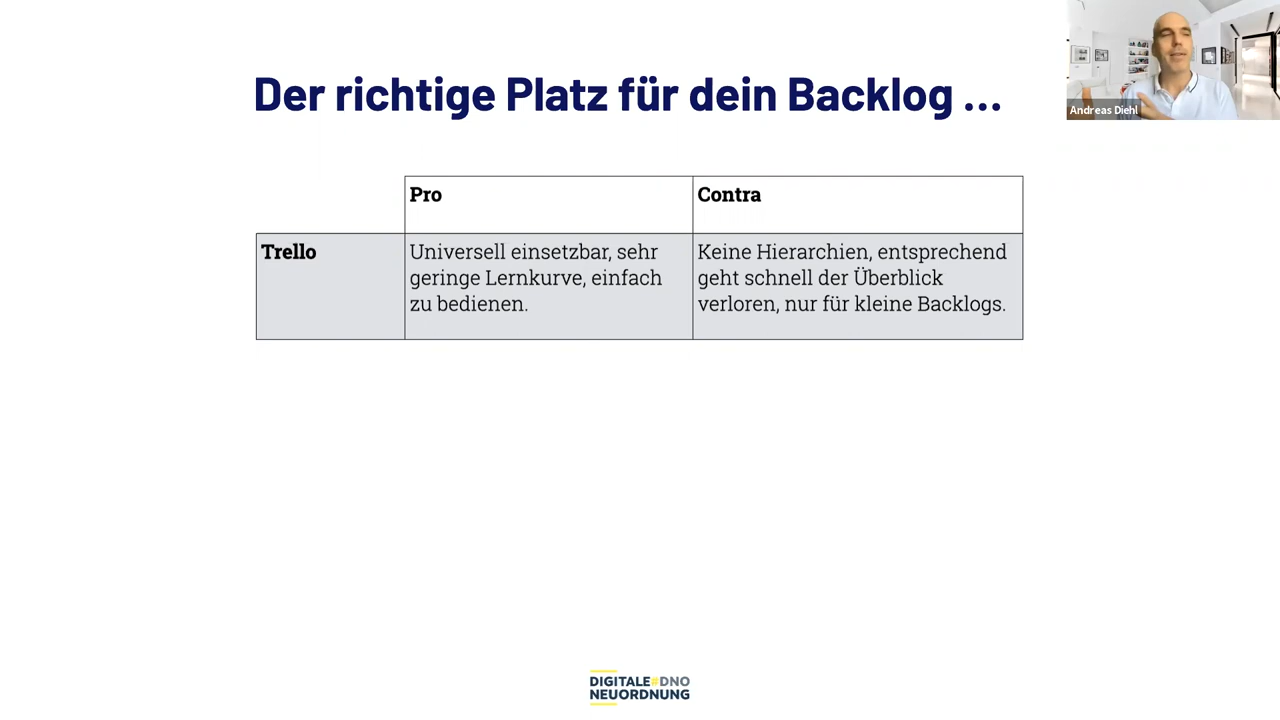 Der richtige Platz für dein Backlog ...
Andreas Diehl
Pro
Contra
Trello
Universell einsetzbar, sehr
geringe Lernkurve, einfach
zu bedienen.
Keine Hierarchien, entsprechend
geht schnell der Überblick
verloren, nur für kleine Backlogs.
DIGITALE#DNO
NEUORDNUNG